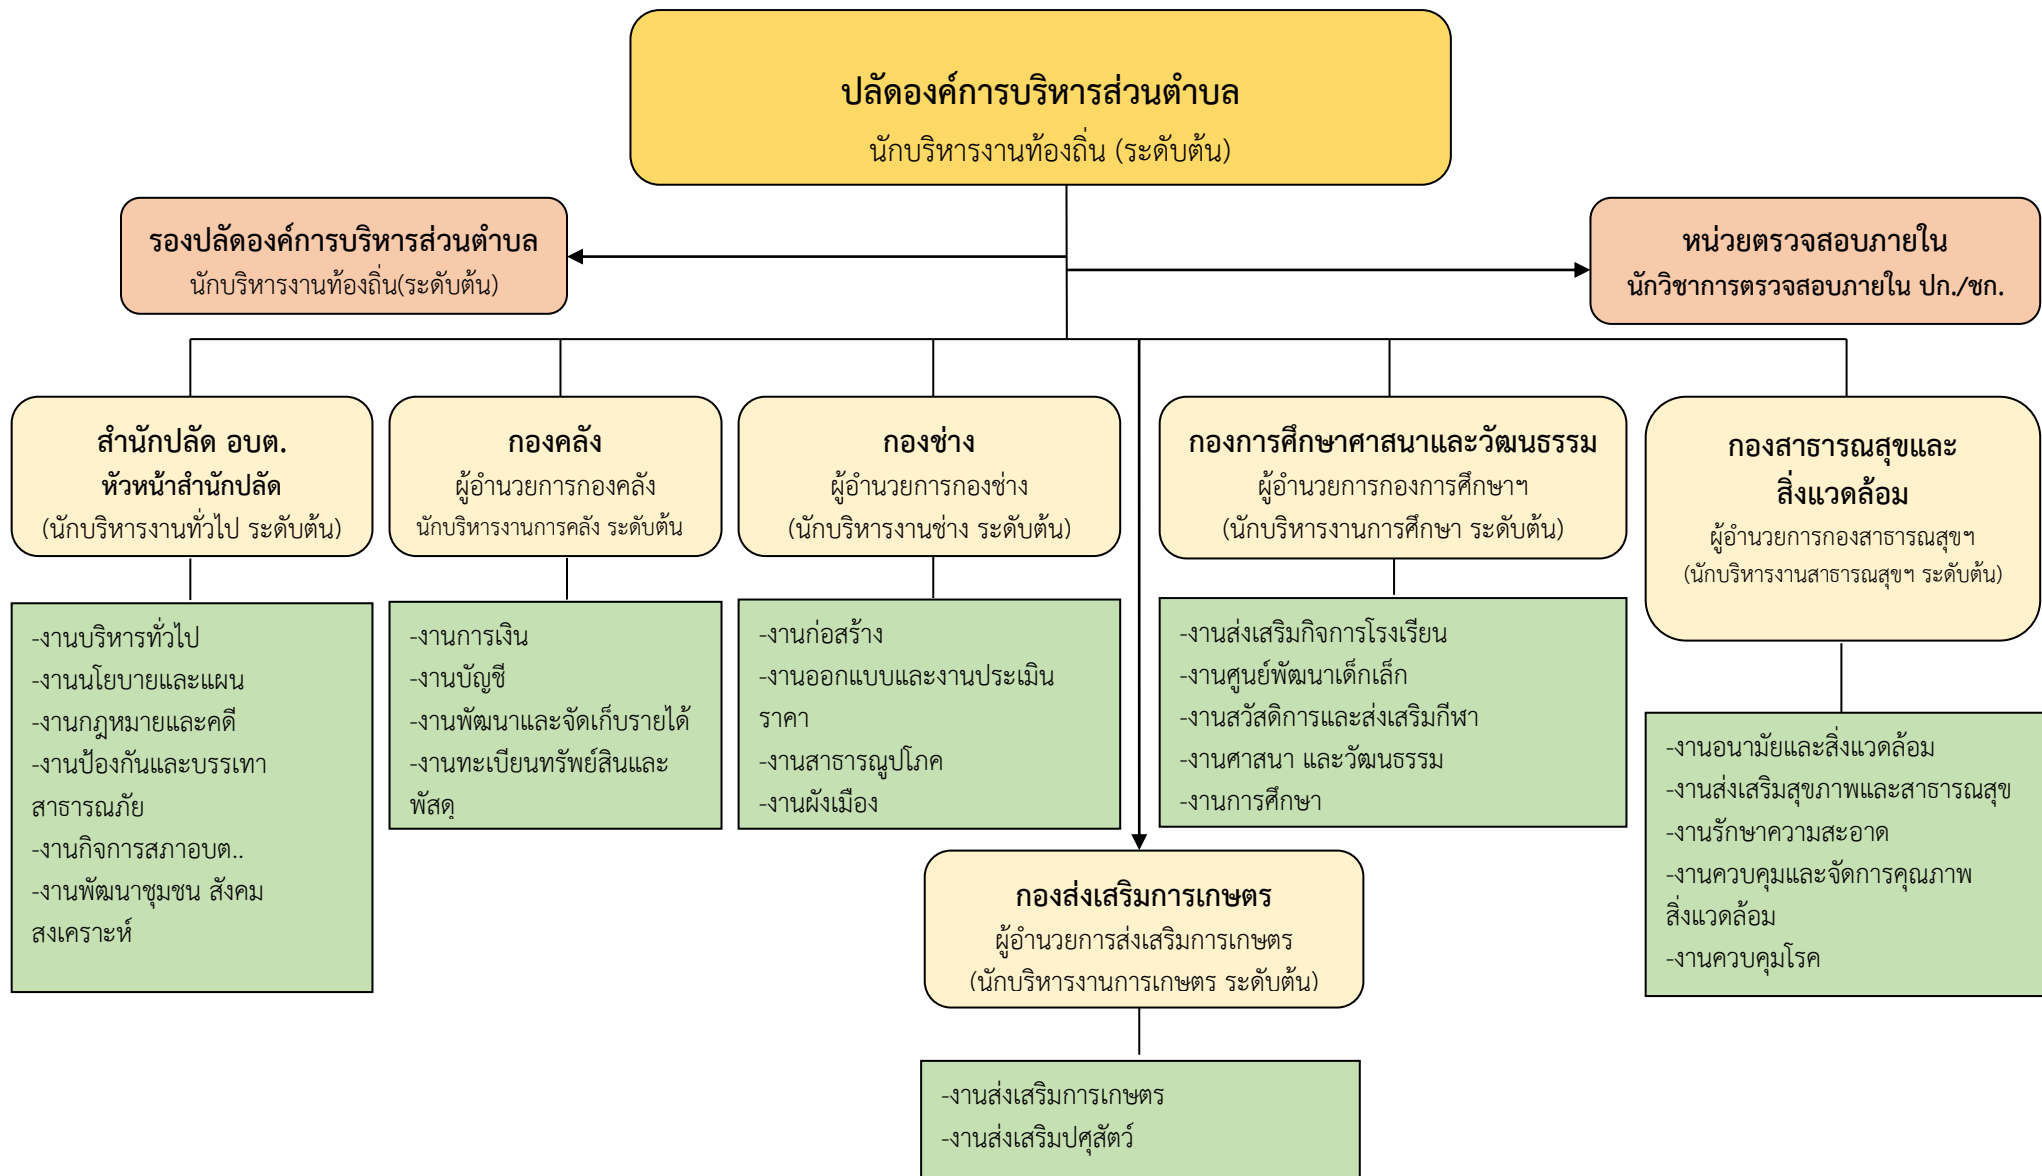 ปลัดองค์การบริหารส่วนตำบล
นักบริหารงานท้องถิ่น (ระดับต้น)
รองปลัดองค์การบริหารส่วนตำบล
นักบริหารงานท้องถิ่น(ระดับต้น)
หน่วยตรวจสอบภายใน
นักวิชาการตรวจสอบภายใน ปก./ชก.
สำนักปลัด อบต.
หัวหน้าสำนักปลัด
(นักบริหารงานทั่วไป ระดับต้น)
กองคลัง
ผู้อำนวยการกองคลัง
นักบริหารงานการคลัง ระดับต้น
กองช่าง
ผู้อำนวยการกองช่าง
(นักบริหารงานช่าง ระดับต้น)
กองการศึกษาศาสนาและวัฒนธรรม
ผู้อำนวยการกองการศึกษาฯ
(นักบริหารงานการศึกษา ระดับต้น)
กองสาธารณสุขและ
สิ่งแวดล้อม
ผู้อำนวยการกองสาธารณสุขฯ
(นักบริหารงานสาธารณสุขฯ ระดับต้น)
-งานบริหารทั่วไป
-งานนโยบายและแผน
-งานกฎหมายและคดี
-งานป้องกันและบรรเทา
สาธารณภัย
-งานกิจการสภาอบต..
-งานพัฒนาชุมชน สังคม
สงเคราะห์
-งานการเงิน
-งานบัญชี
-งานพัฒนาและจัดเก็บรายได้
-งานทะเบียนทรัพย์สินและ
พัสดุ
-งานก่อสร้าง
-งานออกแบบและงานประเมิน
ราคา
-งานสาธารณูปโภค
-งานผังเมือง
-งานส่งเสริมกิจการโรงเรียน
-งานศูนย์พัฒนาเด็กเล็ก
-งานสวัสดิการและส่งเสริมกีฬา
-งานศาสนา และวัฒนธรรม
-งานการศึกษา
-งานอนามัยและสิ่งแวดล้อม
-งานส่งเสริมสุขภาพและสาธารณสุข
-งานรักษาความสะอาด
-งานควบคุมและจัดการคุณภาพ
สิ่งแวดล้อม
-งานควบคุมโรค
กองส่งเสริมการเกษตร
ผู้อำนวยการส่งเสริมการเกษตร
(นักบริหารงานการเกษตร ระดับต้น)
-งานส่งเสริมการเกษตร
-งานส่งเสริมปศุสัตว์